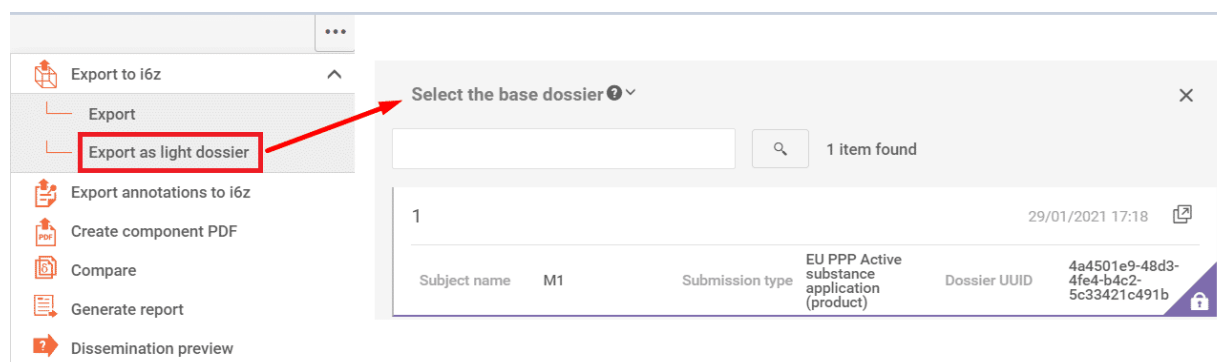 Export to i6z
Export
Export as light dossier
Export annotations to i6z
PDF
Create component PDF
Compare
Generate report
Dissemination preview
Select the base dossier
1 item found
1
29/01/2021 17:18
Subject name
M1
Submission type
EU PPP Active
substance
application
(product)
Dossier UUID
4a4501e9-48d3-
4fe4-b4c2-
5c33421c491b